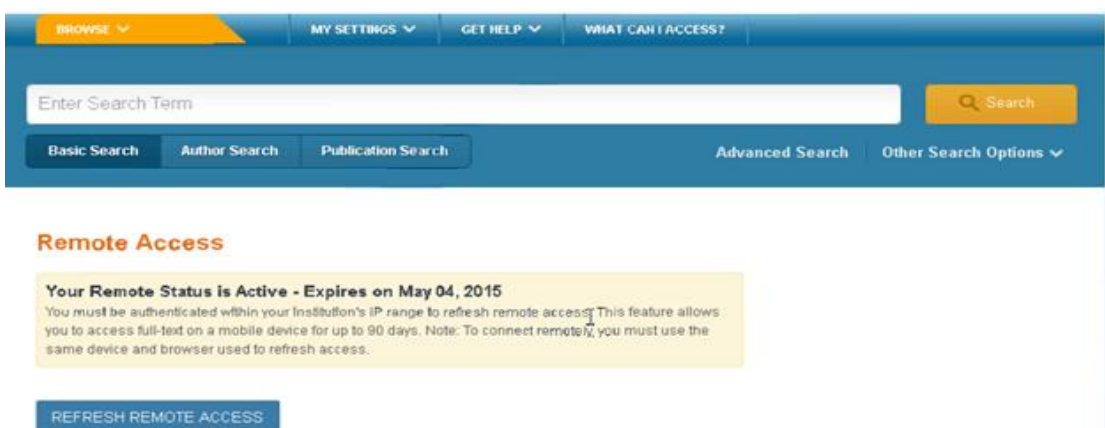 BROWSE
MY SETTINGS
GET HELP
WHAT CAN I ACCESS?
Enter Search Term
Search
Basic Search
Author Search
Publication Search
Advanced Search
Other Search Options
Remote Access
Your Remote Status is Active - Expires on May 04, 2015
You must be authenticated within your Institution's IP range to refresh remote access. This feature allows
you to access full-text on a mobile device for up to 90 days. Note: To connect remotely, you must use the
same device and browser used to refresh access.
REFRESH REMOTE ACCESS